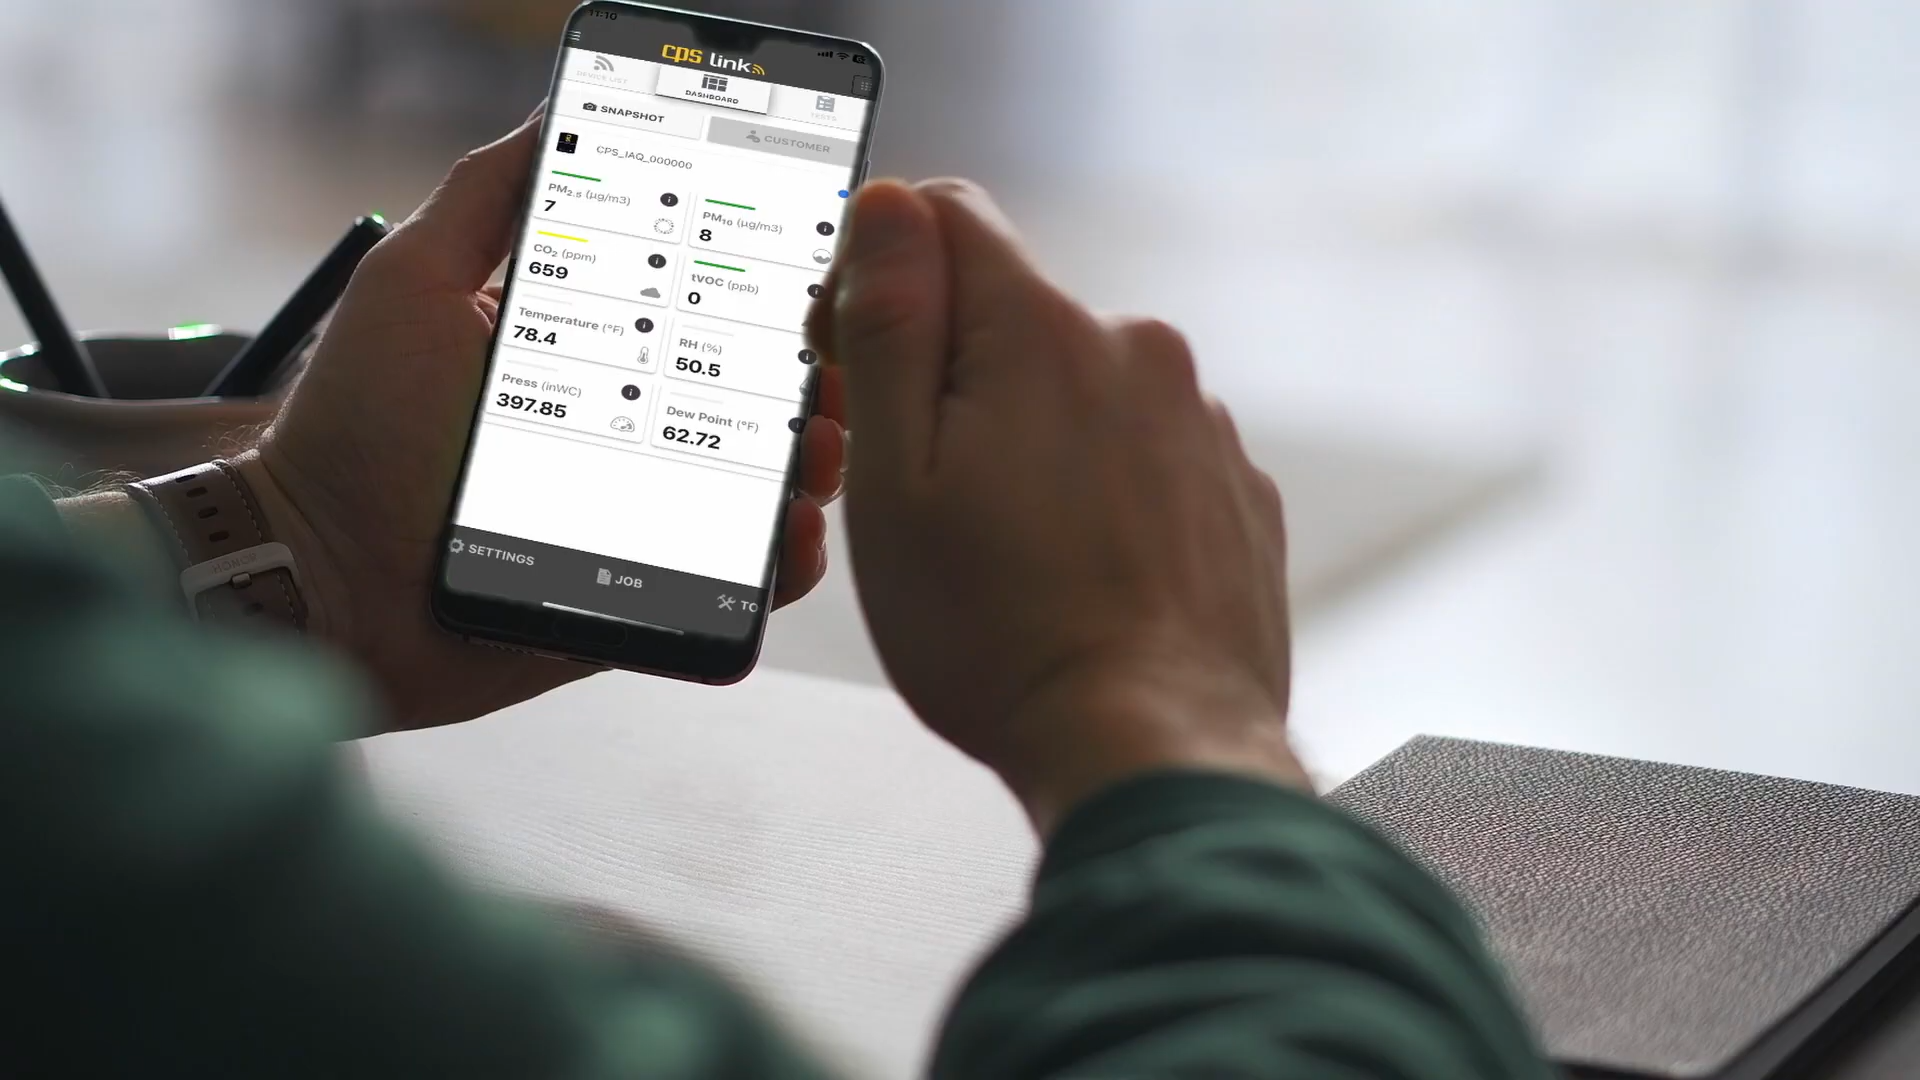 11:10
cps link
DEVICE LIST
DASHBOARD
TESTS
SNAPSHOT
CUSTOMER
CPS_IAQ_000000
PM2.5 (µg/m3)
7
PM10 (µg/m3)
8
CO2 (ppm)
659
tVOC (ppb)
0
Temperature (°F)
78.4
RH (%)
50.5
Press (inWC)
397.85
Dew Point (°F)
62.72
SETTINGS
JOB
TO
HONOR